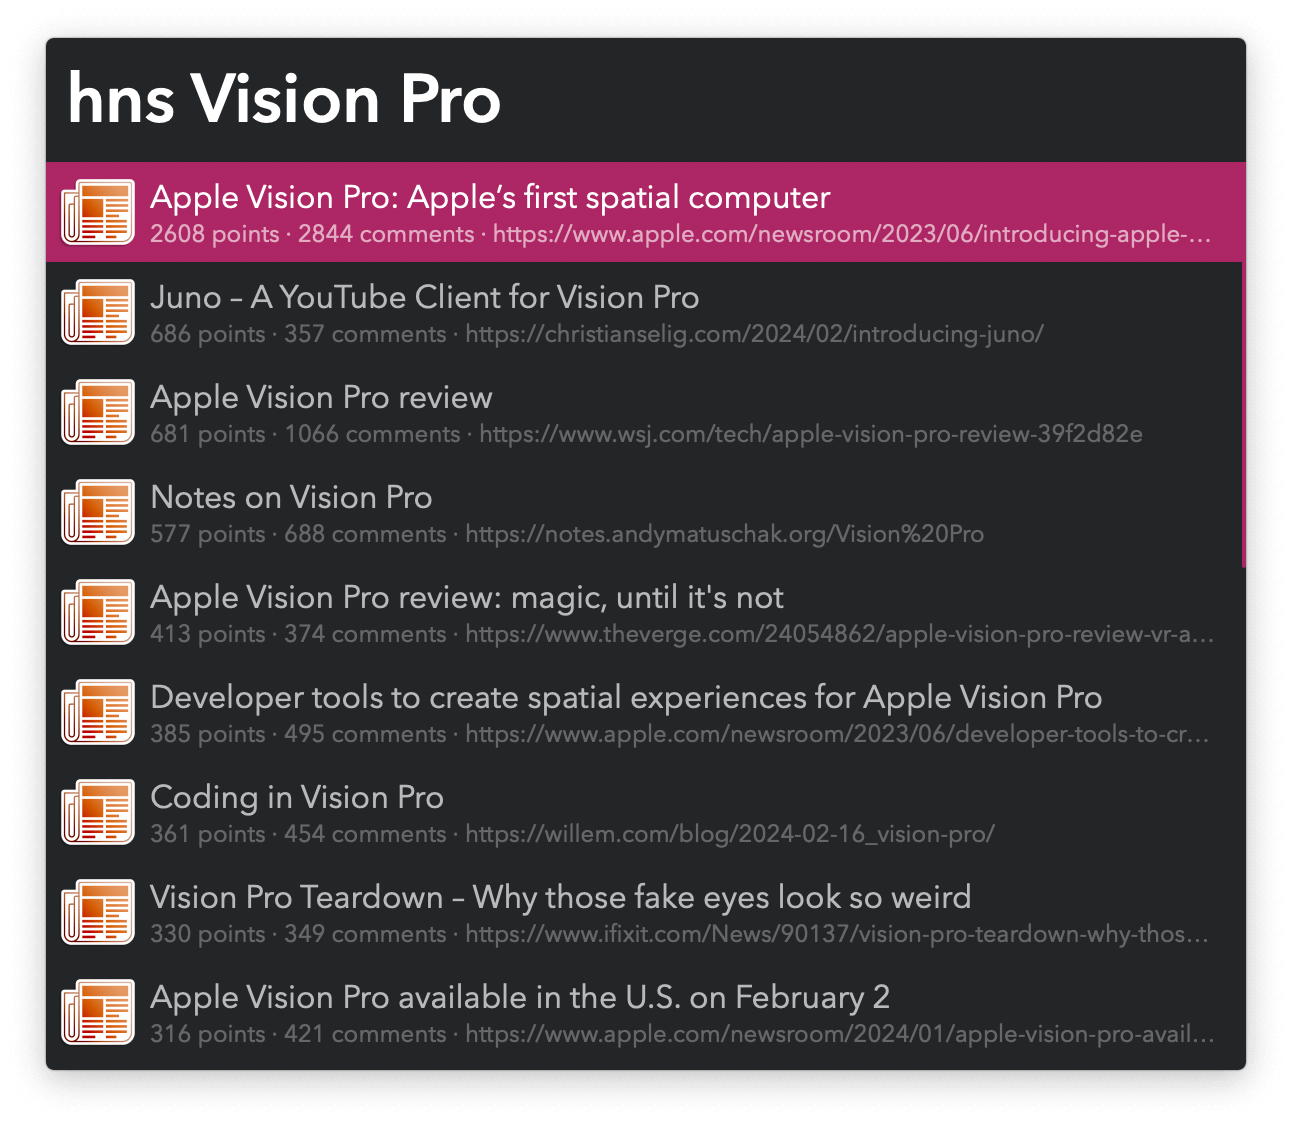 hns Vision Pro
Apple Vision Pro: Apple’s first spatial computer
2608 points · 2844 comments · https://www.apple.com/newsroom/2023/06/introducing-apple-…
Juno – A YouTube Client for Vision Pro
686 points · 357 comments · https://christianselig.com/2024/02/introducing-juno/
Apple Vision Pro review
681 points · 1066 comments · https://www.wsj.com/tech/apple-vision-pro-review-39f2d82e
Notes on Vision Pro
577 points · 688 comments · https://notes.andymatuschak.org/Vision%20Pro
Apple Vision Pro review: magic, until it's not
413 points · 374 comments · https://www.theverge.com/24054862/apple-vision-pro-review-vr-a…
Developer tools to create spatial experiences for Apple Vision Pro
385 points · 495 comments · https://www.apple.com/newsroom/2023/06/developer-tools-to-cr…
Coding in Vision Pro
361 points · 454 comments · https://willem.com/blog/2024-02-16_vision-pro/
Vision Pro Teardown – Why those fake eyes look so weird
330 points · 349 comments · https://www.ifixit.com/News/90137/vision-pro-teardown-why-thos…
Apple Vision Pro available in the U.S. on February 2
316 points · 421 comments · https://www.apple.com/newsroom/2024/01/apple-vision-pro-avail…